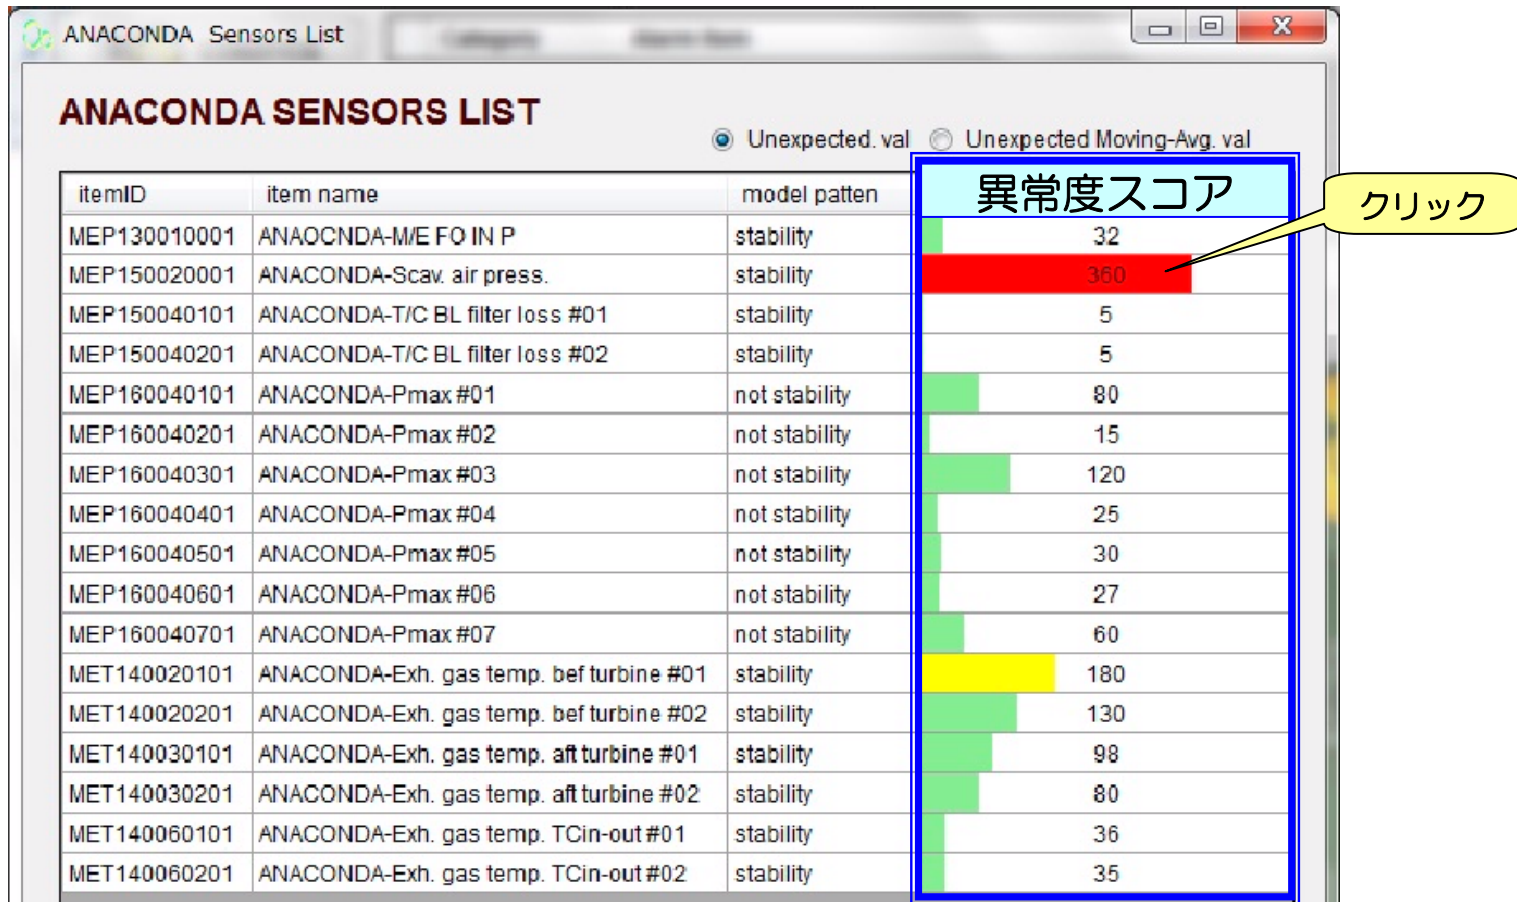 ANACONDA Sensors List
ANACONDA SENSORS LIST
Unexpected. val Unexpected Moving-Avg. val
itemID item name model patten 異常度スコア
クリック
MEP130010001 ANAOCNDA-M/E FO IN P stability 32
MEP150020001 ANACONDA-Scav. air press. stability 360
MEP150040101 ANACONDA-T/C BL filter loss #01 stability 5
MEP150040201 ANACONDA-T/C BL filter loss #02 stability 5
MEP160040101 ANACONDA-Pmax #01 not stability 80
MEP160040201 ANACONDA-Pmax #02 not stability 15
MEP160040301 ANACONDA-Pmax #03 not stability 120
MEP160040401 ANACONDA-Pmax #04 not stability 25
MEP160040501 ANACONDA-Pmax #05 not stability 30
MEP160040601 ANACONDA-Pmax #06 not stability 27
MEP160040701 ANACONDA-Pmax #07 not stability 60
MET140020101 ANACONDA-Exh. gas temp. bef turbine #01 stability 180
MET140020201 ANACONDA-Exh. gas temp. bef turbine #02 stability 130
MET140030101 ANACONDA-Exh. gas temp. aft turbine #01 stability 98
MET140030201 ANACONDA-Exh. gas temp. aft turbine #02 stability 80
MET140060101 ANACONDA-Exh. gas temp. TCin-out #01 stability 36
MET140060201 ANACONDA-Exh. gas temp. TCin-out #02 stability 35